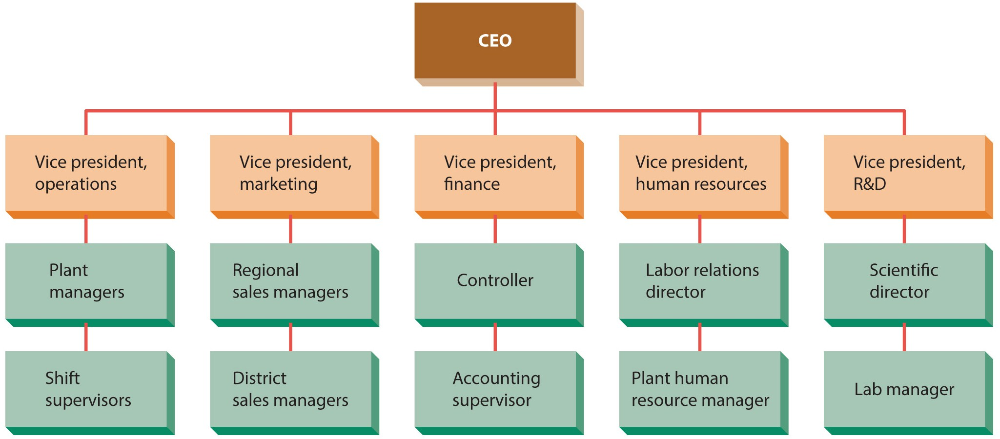 CEO
Vice president,
operations
Vice president,
marketing
Vice president,
finance
Vice president,
human resources
Vice president,
R&D
Plant
managers
Regional
sales managers
Controller
Labor relations
director
Scientific
director
Shift
supervisors
District
sales managers
Accounting
supervisor
Plant human
resource manager
Lab manager